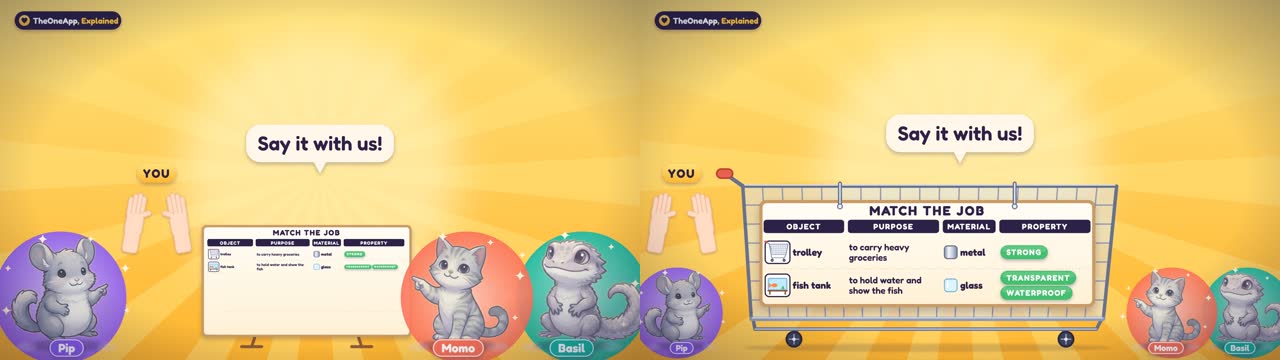 TheOneApp, Explained
Say it with us!
YOU
MATCH THE JOB
OBJECT PURPOSE MATERIAL PROPERTY
trolley to carry heavy groceries metal STRONG
fish tank to hold water and show the
fish
glass TRANSPARENT WATERPROOF
Pip
Momo
Basil
TheOneApp, Explained
Say it with us!
YOU
MATCH THE JOB
OBJECT PURPOSE MATERIAL PROPERTY
trolley
to carry heavy
groceries
metal
STRONG
fish tank
to hold water and
show the fish
glass
TRANSPARENT
WATERPROOF
Pip
Momo
Basil